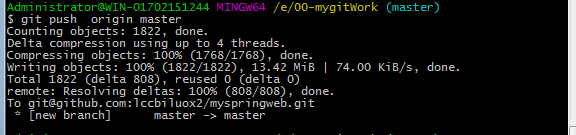 Administrator@WIN-01702151244 MINGW64 /e/00-mygitWork (master)
$ git push  origin master
Counting objects: 1822, done.
Delta compression using up to 4 threads.
Compressing objects: 100% (1768/1768), done.
Writing objects: 100% (1822/1822), 13.42 MiB | 74.00 KiB/s, done.
Total 1822 (delta 808), reused 0 (delta 0)
remote: Resolving deltas: 100% (808/808), done.
To git@github.com:lccbiluox2/myspringweb.git
 * [new branch]      master -> master